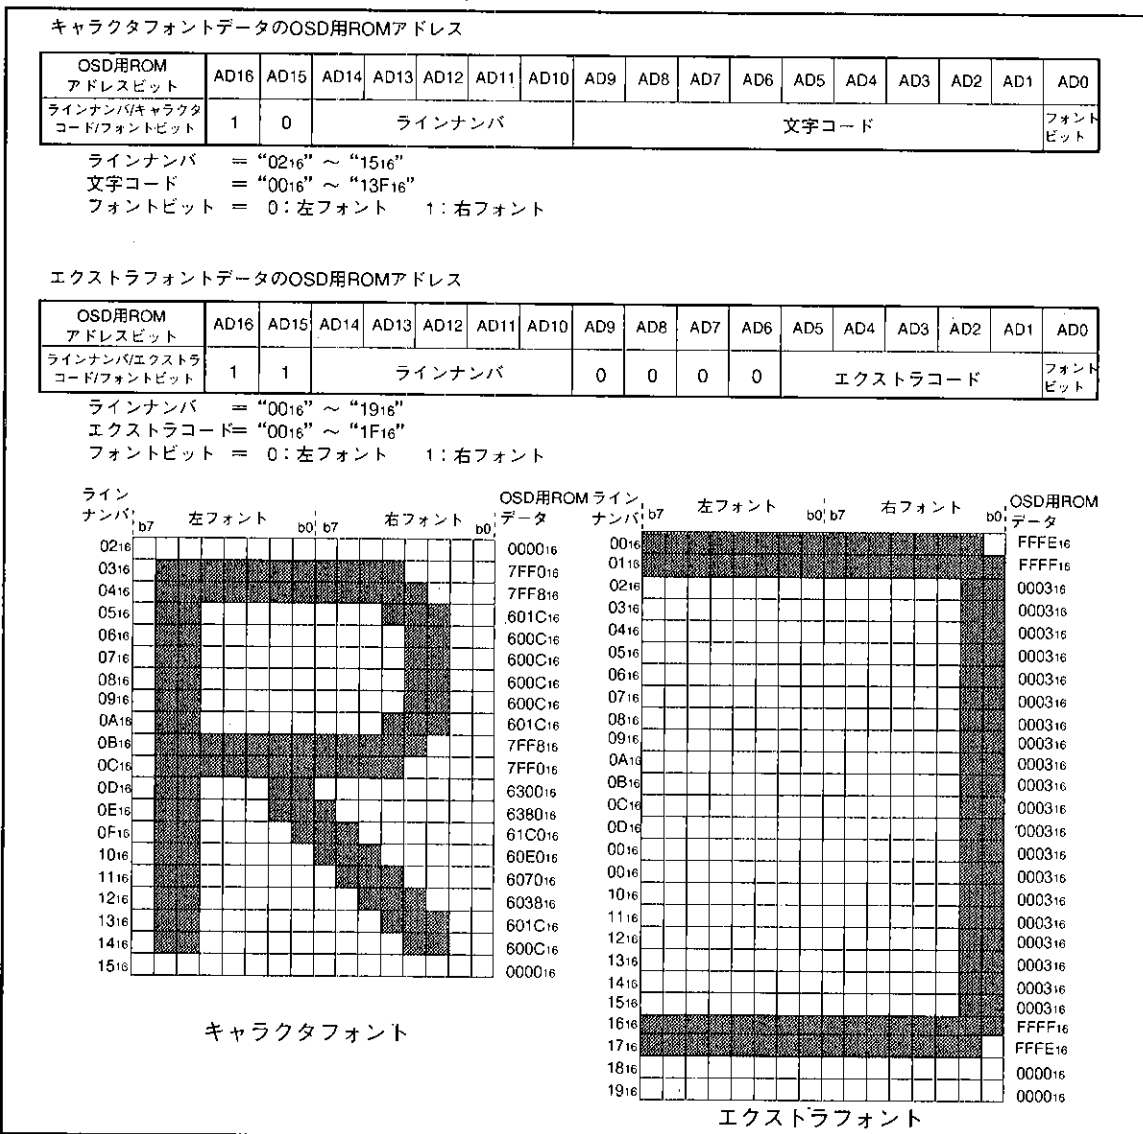 キャラクタフォントデータのOSD用ROMアドレス
OSD用ROM
アドレスビット AD16 AD15 AD14 AD13 AD12 AD11 AD10 AD9 AD8 AD7 AD6 AD5 AD4 AD3 AD2 AD1 AD0
ラインナンバ/キャラクタ
コード/フォントビット 1 0 ラインナンバ 文字コード フォント
ビット
ラインナンバ = “0216” ～ “1516”
文字コード = “0016” ～ “13F16”
フォントビット = 0：左フォント 1：右フォント
エクストラフォントデータのOSD用ROMアドレス
OSD用ROM
アドレスビット AD16 AD15 AD14 AD13 AD12 AD11 AD10 AD9 AD8 AD7 AD6 AD5 AD4 AD3 AD2 AD1 AD0
ラインナンバ/エクストラ
コード/フォントビット 1 1 ラインナンバ 0 0 0 0 エクストラコード フォント
ビット
ラインナンバ = “0016” ～ “1916”
エクストラコード= “0016” ～ “1F16”
フォントビット = 0：左フォント 1：右フォント
ライン
ナンバ b7 左フォント b0 b7 右フォント b0 OSD用ROM
データ
0216 000016
0316 7FF016
0416 7FF816
0516 601C16
0616 600C16
0716 600C16
0816 600C16
0916 600C16
0A16 601C16
0B16 7FF816
0C16 7FF016
0D16 630016
0E16 638016
0F16 61C016
1016 60E016
1116 607016
1216 603816
1316 601C16
1416 600C16
1516 000016
キャラクタフォント
ライン
ナンバ b7 左フォント b0 b7 右フォント b0 OSD用ROM
データ
0016 FFFE16
0116 FFFF16
0216 000316
0316 000316
0416 000316
0516 000316
0616 000316
0716 000316
0816 000316
0916 000316
0A16 000316
0B16 000316
0C16 000316
0D16 000316
0016 000316
0016 000316
1016 000316
1116 000316
1216 000316
1316 000316
1416 000316
1516 000316
1616 FFFF16
1716 FFFE16
1816 000016
1916 000016
エクストラフォント